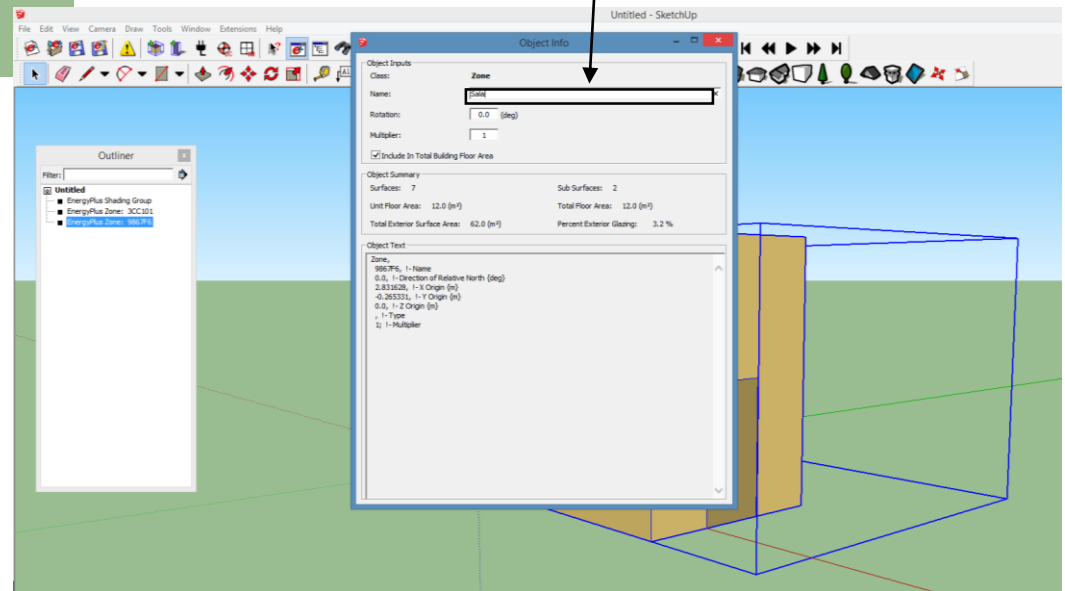 Untitled - SketchUp
File Edit View Camera Draw Tools Window Extensions Help
Object Info
Object Inputs
Class: Zone
Name: Sala
Rotation: 0.0 (deg)
Multiplier: 1
Include In Total Building Floor Area
Object Summary
Surfaces: 7 Sub Surfaces: 2
Unit Floor Area: 12.0 (m²) Total Floor Area: 12.0 (m²)
Total Exterior Surface Area: 62.0 (m²) Percent Exterior Glazing: 3.2 %
Object Text
Zone,
9867F6, !- Name
0.0, !- Direction of Relative North {deg}
2.831628, !- X Origin {m}
-0.265331, !- Y Origin {m}
0.0, !- Z Origin {m}
, !- Type
1; !- Multiplier
Outliner
Filter:
Untitled
EnergyPlus Shading Group
EnergyPlus Zone: 3CC101
EnergyPlus Zone: 9867F6